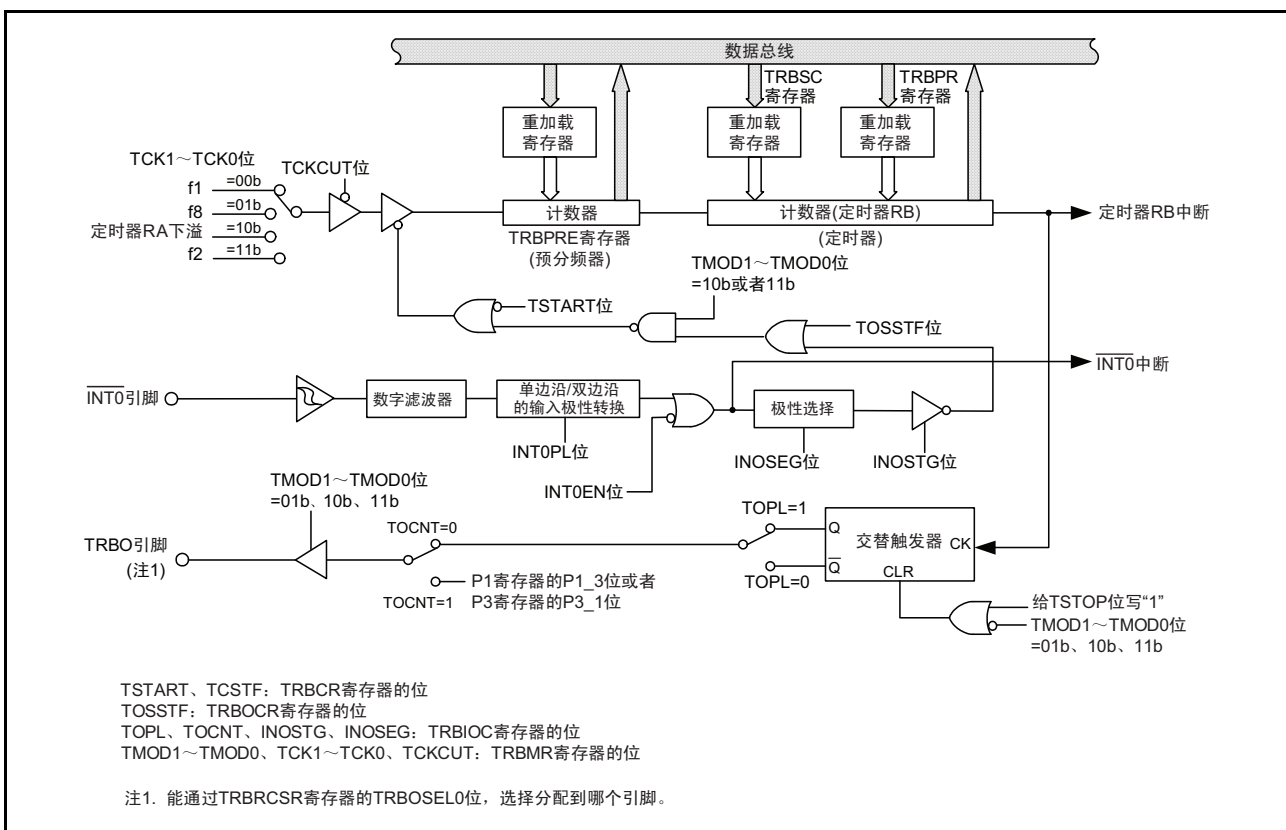 数据总线
TRBSC
寄存器
TRBPR
寄存器
重加载
寄存器
重加载
寄存器
重加载
寄存器
TCK1～TCK0位
TCKCUT位
f1 =00b
f8 =01b
定时器RA下溢 =10b
f2 =11b
计数器
TRBPRE寄存器
(预分频器)
计数器(定时器RB)
(定时器)
定时器RB中断
TMOD1～TMOD0位
=10b或者11b
TSTART位
TOSSTF位
INT0引脚
数字滤波器
单边沿/双边沿
的输入极性转换
INT0PL位
INT0EN位
极性选择
INOSEG位
INOSTG位
INT0中断
TMOD1～TMOD0位
=01b、10b、11b
TRBO引脚
(注1)
TOCNT=0
TOCNT=1
P1寄存器的P1_3位或者
P3寄存器的P3_1位
TOPL=1
TOPL=0
Q
Q
交替触发器
CK
CLR
给TSTOP位写“1”
TMOD1～TMOD0位
=01b、10b、11b
TSTART、TCSTF：TRBCR寄存器的位
TOSSTF：TRBOCR寄存器的位
TOPL、TOCNT、INOSTG、INOSEG：TRBIOC寄存器的位
TMOD1～TMOD0、TCK1～TCK0、TCKCUT：TRBMR寄存器的位
注1. 能通过TRBRCSR寄存器的TRBOSEL0位，选择分配到哪个引脚。